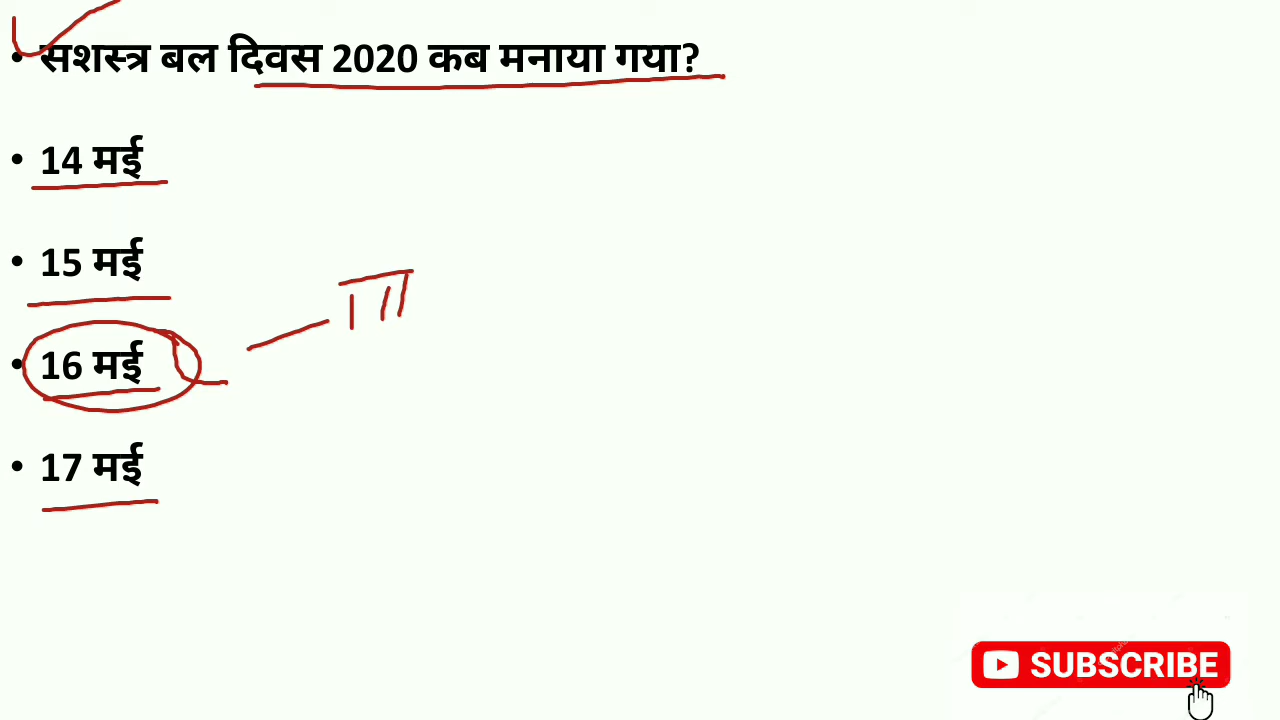 • सशस्त्र बल दिवस 2020 कब मनाया गया?
• 14 मई
• 15 मई
• 16 मई
• 17 मई
SUBSCRIBE